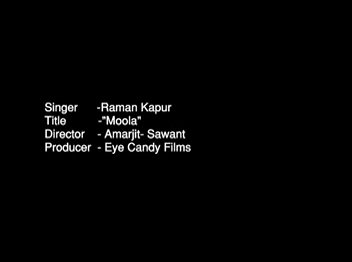 Singer -Raman Kapur
Title -"Moola"
Director - Amarjit- Sawant
Producer - Eye Candy Films